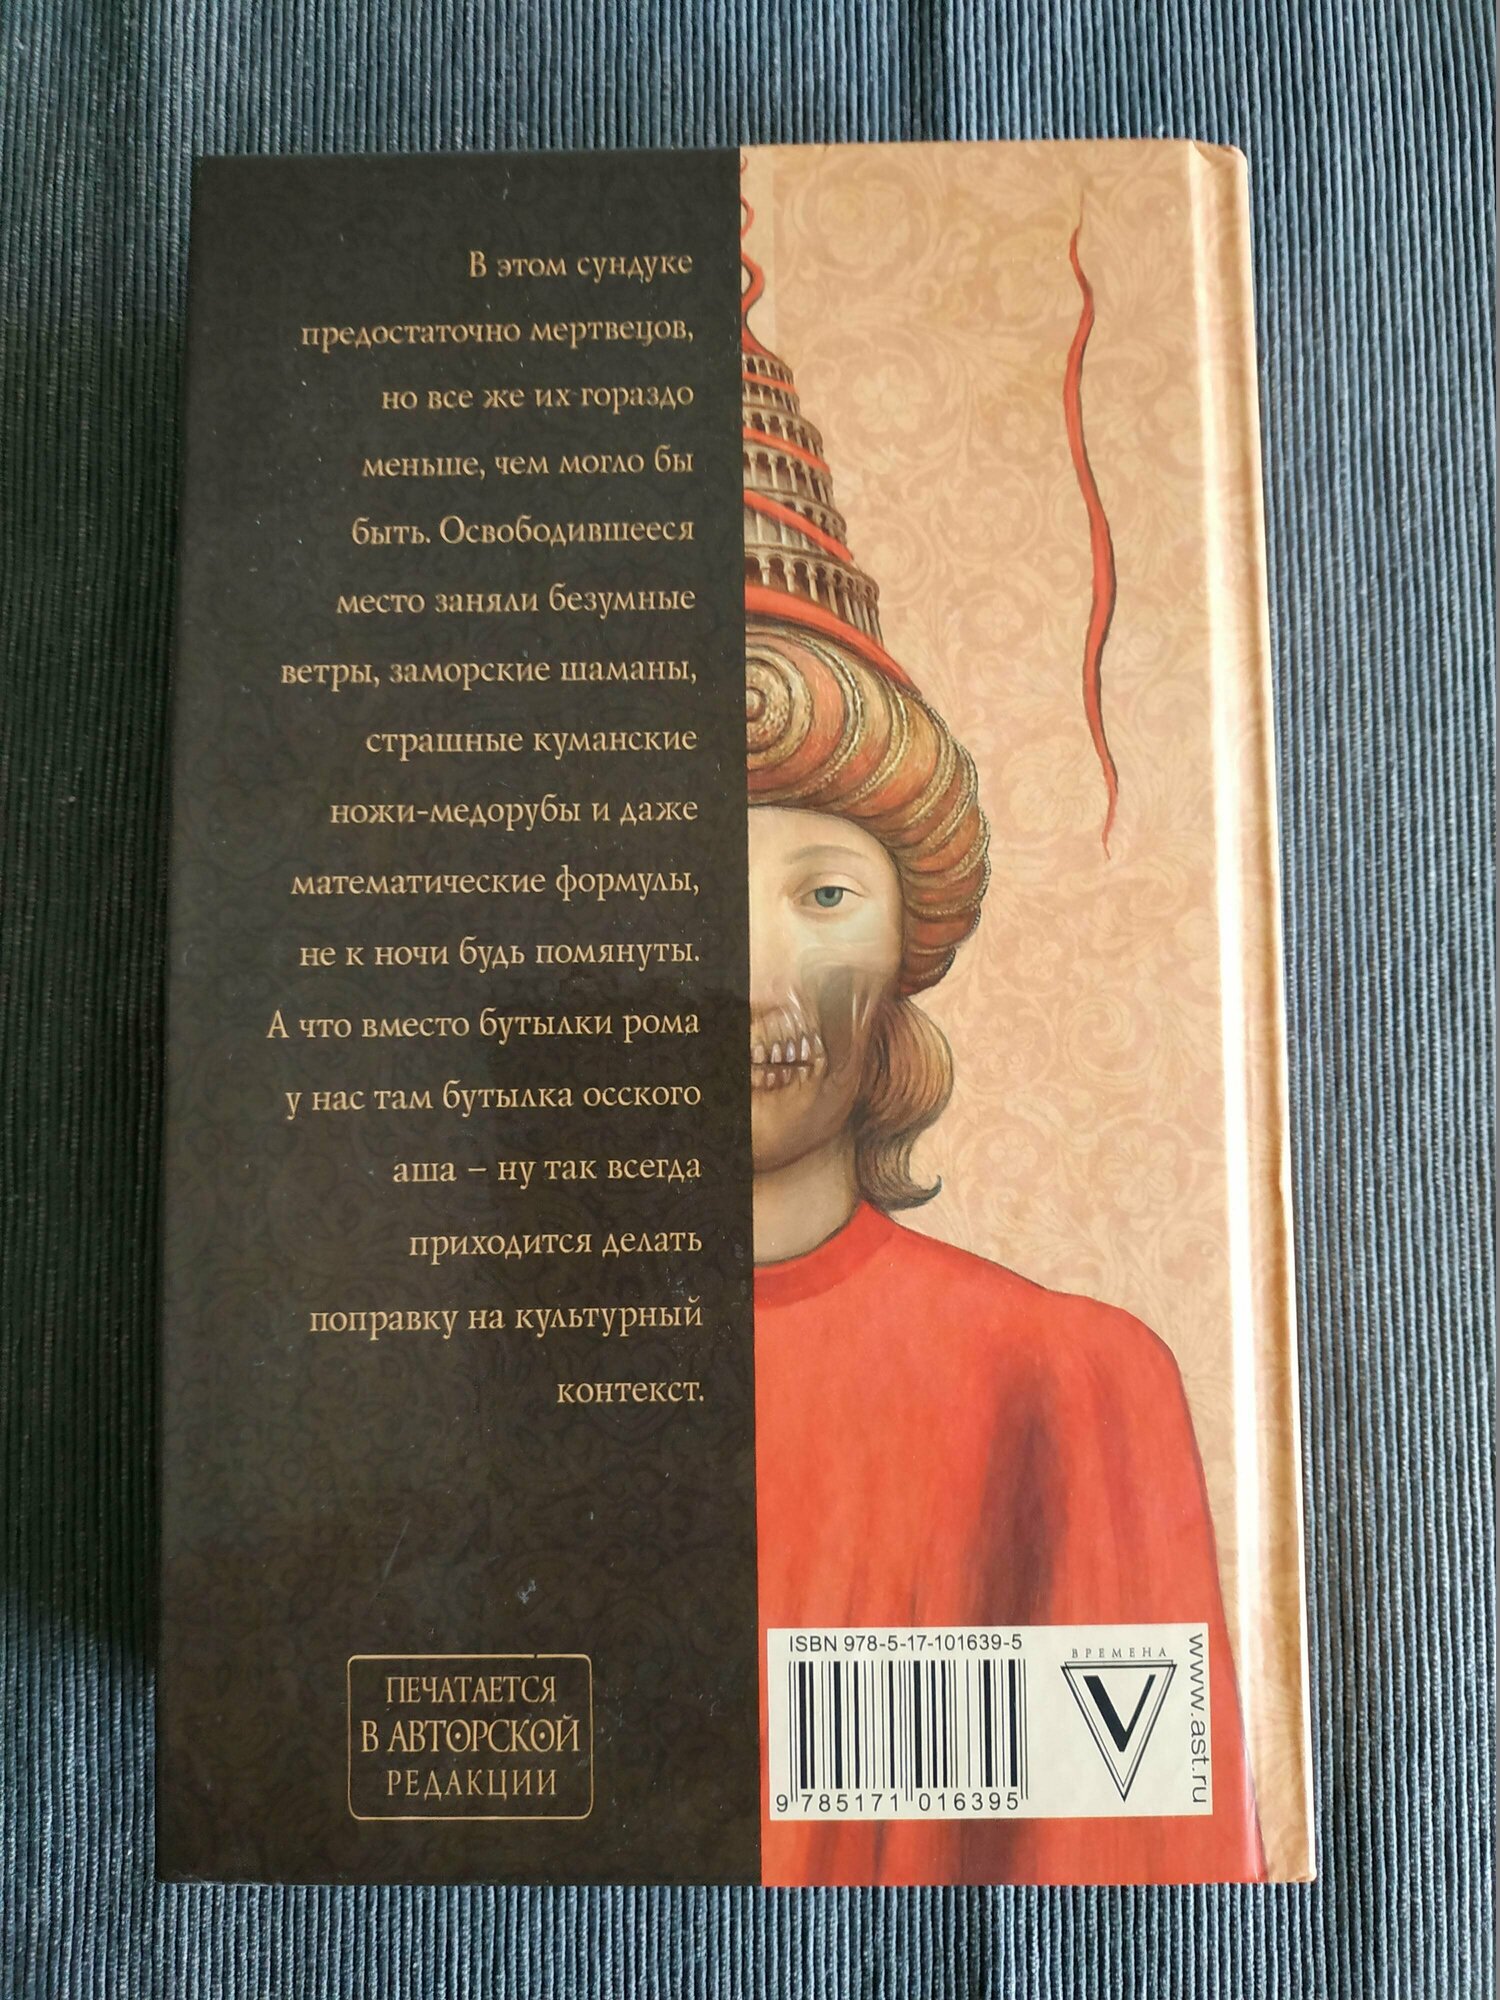 В этом сундуке
предостаточно мертвецов,
но все же их гораздо
меньше, чем могло бы
быть. Освободившееся
место заняли безумные
ветры, заморские шаманы,
страшные куманские
ножи-медорубы и даже
математические формулы,
не к ночи будь помянуты.
А что вместо бутылки рома
у нас там бутылка осского
аша – ну так всегда
приходится делать
поправку на культурный
контекст.
ПЕЧАТАЕТСЯ
В АВТОРСКОЙ
РЕДАКЦИИ
ISBN 978-5-17-101639-5
9 785171 016395
ВРЕМЕНА
V
www.ast.ru